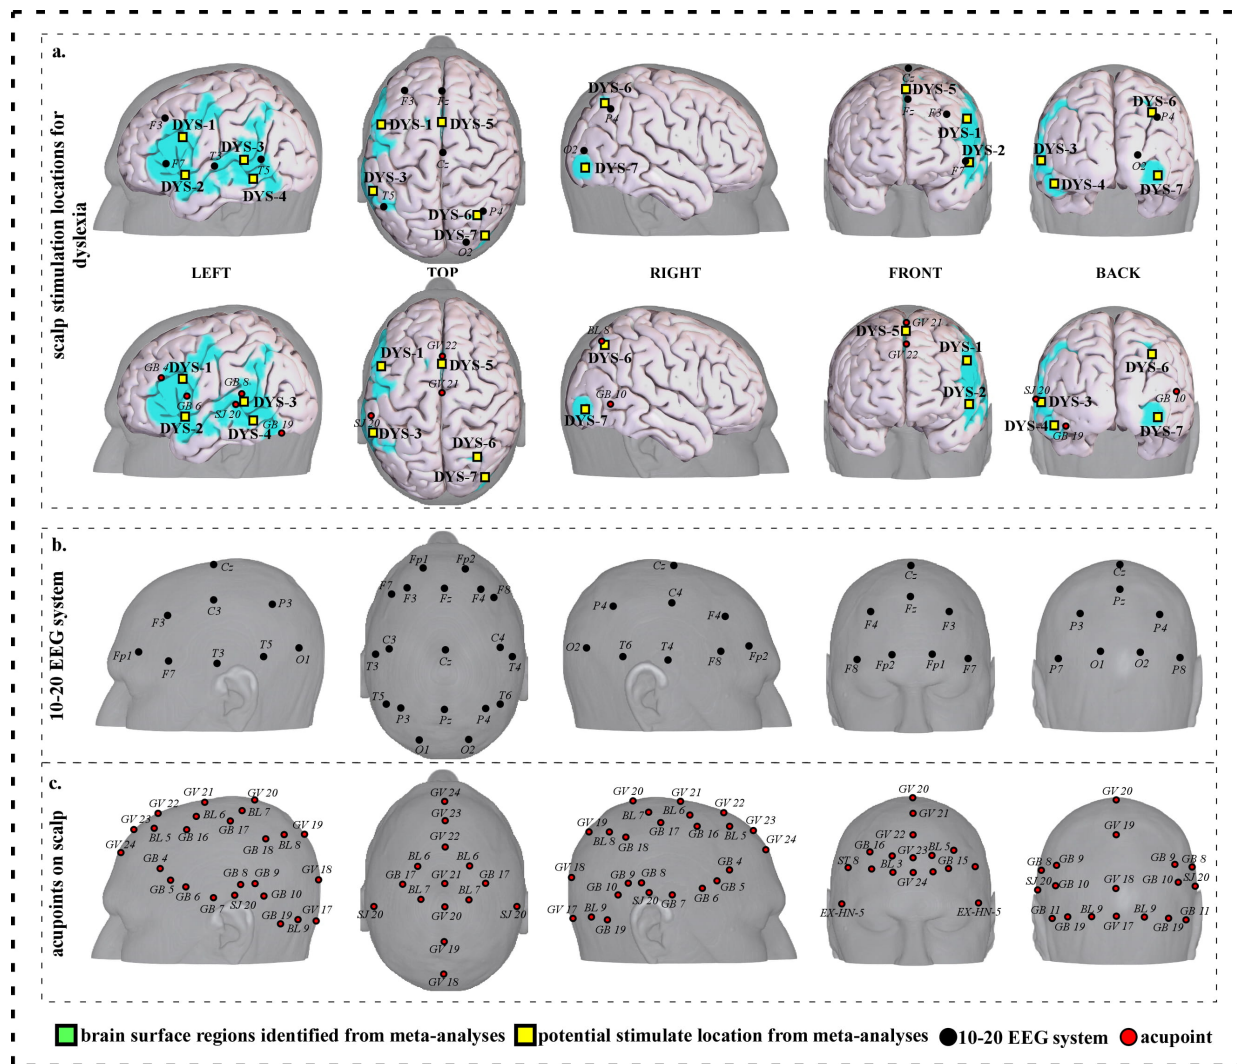 a.
scalp stimulation locations for
dyslexia
F3
DYS-1
DYS-3
F7
T3
T5
DYS-2
DYS-4
F3
Fz
DYS-1
DYS-5
Cz
DYS-3
T5
DYS-6
P4
DYS-7
O2
DYS-6
P4
O2
DYS-7
Cz
DYS-5
Fz
F3
DYS-1
DYS-2
F7
DYS-6
P4
DYS-3
O2
DYS-4
DYS-7
LEFT
TOP
RIGHT
FRONT
BACK
GB 4
DYS-1
GB 8
GB 6
DYS-3
SJ 20
DYS-2
DYS-4
GB 19
GV 22
DYS-1
DYS-5
GV 21
SJ 20
DYS-3
DYS-6
DYS-7
BL 8
DYS-6
GB 10
DYS-7
GV 21
DYS-5
GV 22
DYS-1
DYS-2
DYS-6
SJ 20
DYS-3
GB 10
DYS-4
GB 19
DYS-7
b.
10-20 EEG system
Cz
C3
P3
F3
Fp1
T5
O1
F7
T3
Fp1
Fp2
F7
F3
Fz
F4
F8
C3
C4
T3
Cz
T4
T5
T6
P3
Pz
P4
O1
O2
Cz
C4
P4
F4
O2
T6
T4
F8
Fp2
Cz
Fz
F4
F3
F8
Fp2
Fp1
F7
Cz
Pz
P3
P4
P7
O1
O2
P8
c.
acupoints on scalp
GV 20
GV 21
GV 22
BL 6
BL 7
GV 23
BL 5
GB 16
GB 17
GV 19
GV 24
GB 18
BL 8
GB 4
GV 18
GB 5
GB 8
GB 9
GB 6
GB 10
GB 7
SJ 20
GB 19
GV 17
BL 9
GV 24
GV 23
GV 22
BL 6
BL 6
GB 17
GV 21
GB 17
BL 7
BL 7
SJ 20
GV 20
SJ 20
GV 19
GV 18
GV 20
GV 21
BL 7
BL 6
GV 22
GV 19
BL 8
GB 17
GB 16
BL 5
GV 23
GB 18
GV 24
GV 18
GB 4
GB 9
GB 8
GB 5
GB 10
SJ 20
GB 7
GB 6
GV 17
BL 9
GB 19
GV 20
GV 21
GV 22
GB 16
BL 5
GV 23
ST 8
BL 3
GB 15
GV 24
EX-HN-5
EX-HN-5
GV 20
GV 19
GB 8
GB 9
GB 9
GB 8
SJ 20
GB 10
GV 18
GB 10
SJ 20
GB 11
BL 9
BL 9
GB 11
GB 19
GV 17
GB 19
brain surface regions identified from meta-analyses
potential stimulate location from meta-analyses
10-20 EEG system
acupoint